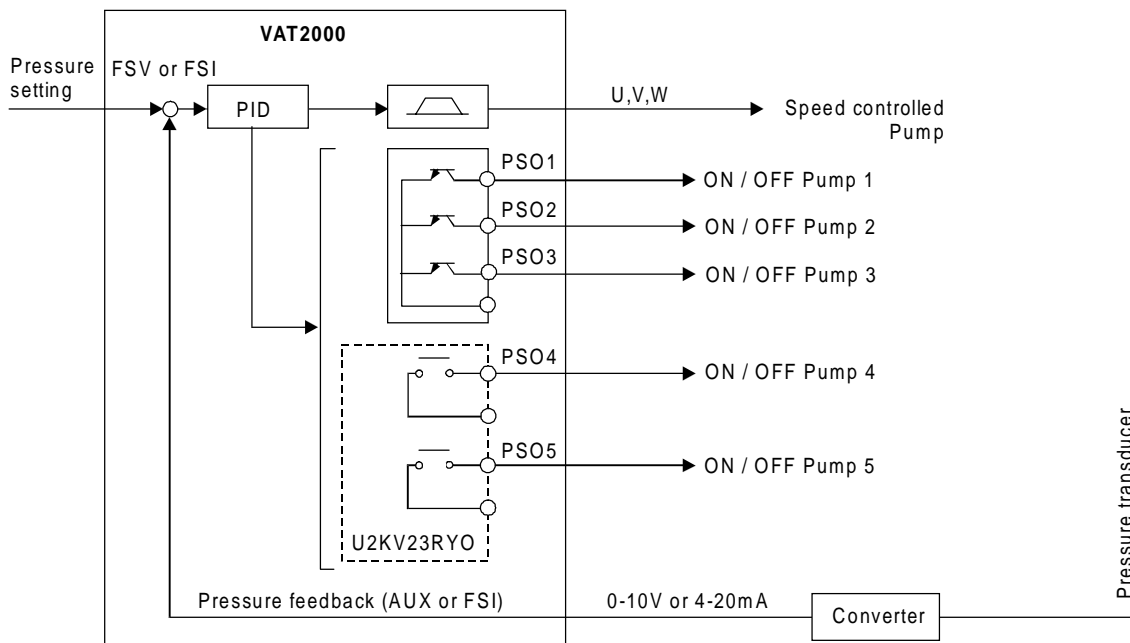 VAT2000
Pressure
setting
FSV or FSI
PID
U,V,W
Speed controlled
Pump
PSO1
ON / OFF Pump 1
PSO2
ON / OFF Pump 2
PSO3
ON / OFF Pump 3
PSO4
ON / OFF Pump 4
PSO5
ON / OFF Pump 5
U2KV23RYO
Pressure feedback (AUX or FSI)
0-10V or 4-20mA
Converter
Pressure transducer